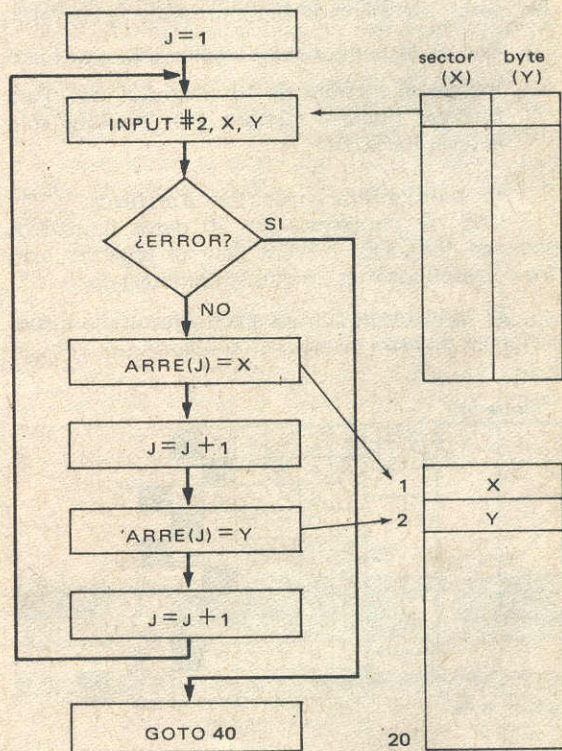 J=1
sector byte
(X) (Y)
INPUT #2, X, Y
¿ERROR?
SI
NO
ARRE(J)=X
J=J+1
1 X
ARRE(J)=Y
2 Y
J=J+1
GOTO 40
20